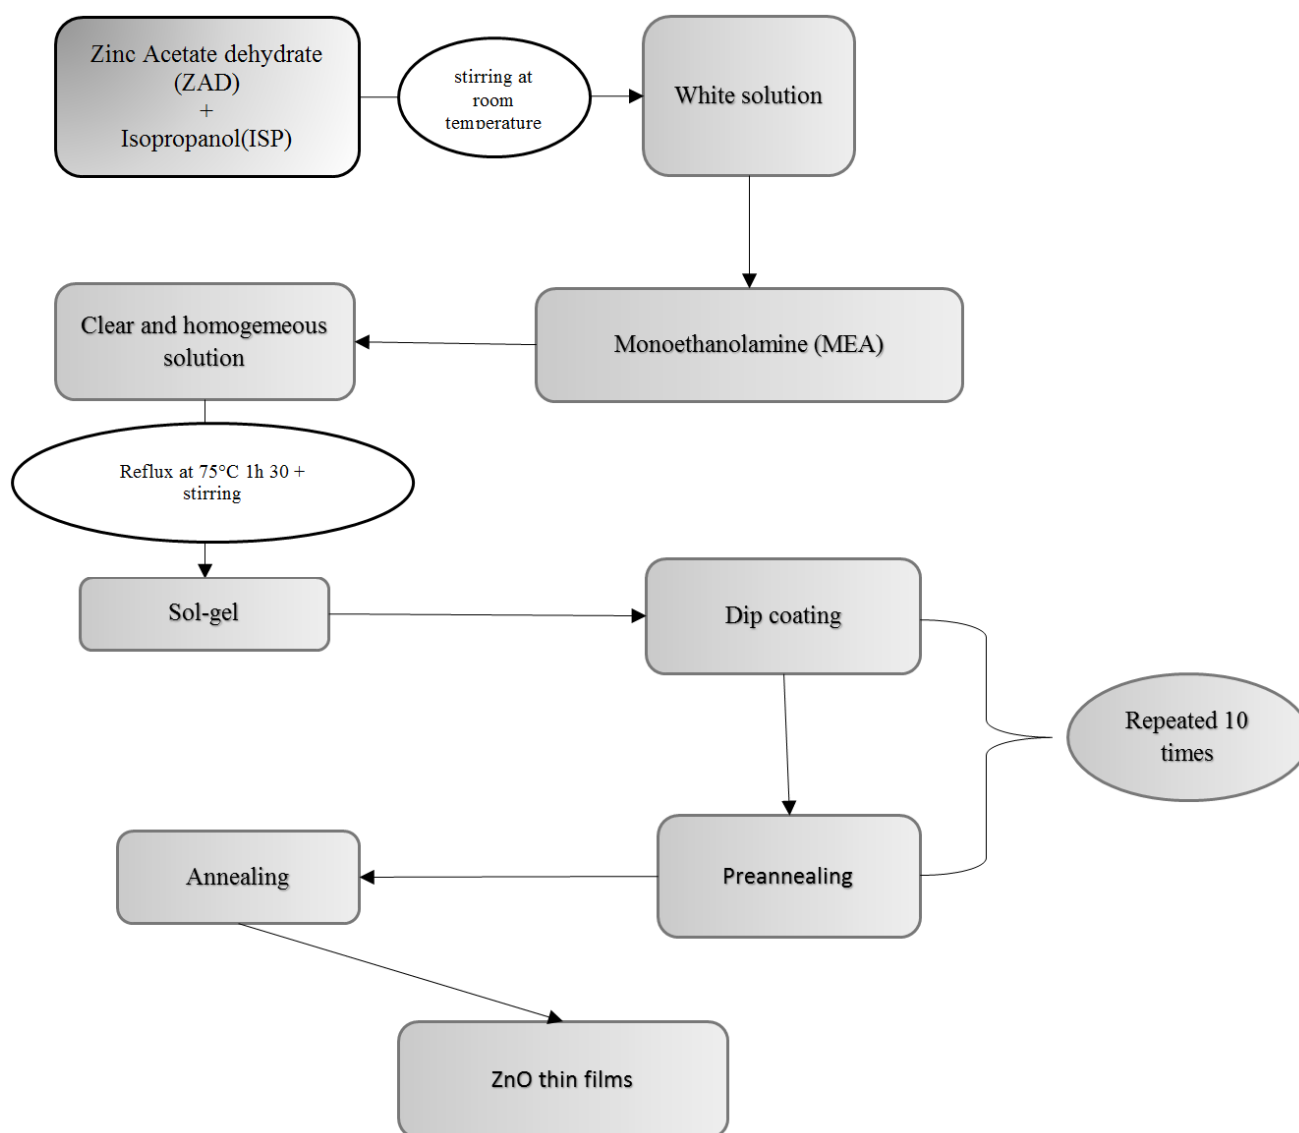 Zinc Acetate dehydrate
(ZAD)
+
Isopropanol(ISP)
stirring at
room
temperature
White solution
Monoethanolamine (MEA)
Clear and homogemeous
solution
Reflux at 75°C 1h 30 +
stirring
Sol-gel
Dip coating
Repeated 10
times
Preannealing
Annealing
ZnO thin films